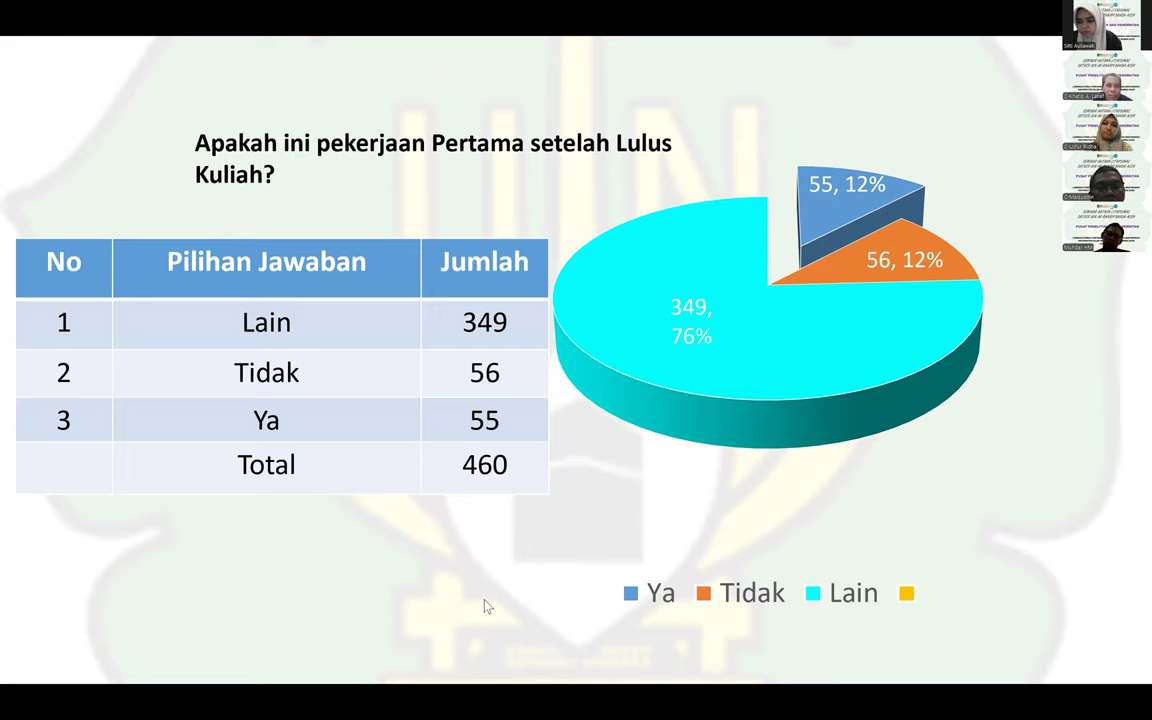 Apakah ini pekerjaan Pertama setelah Lulus
Kuliah?
No Pilihan Jawaban Jumlah
1 Lain 349
2 Tidak 56
3 Ya 55
Total 460
55, 12%
56, 12%
349,
76%
Ya Tidak Lain